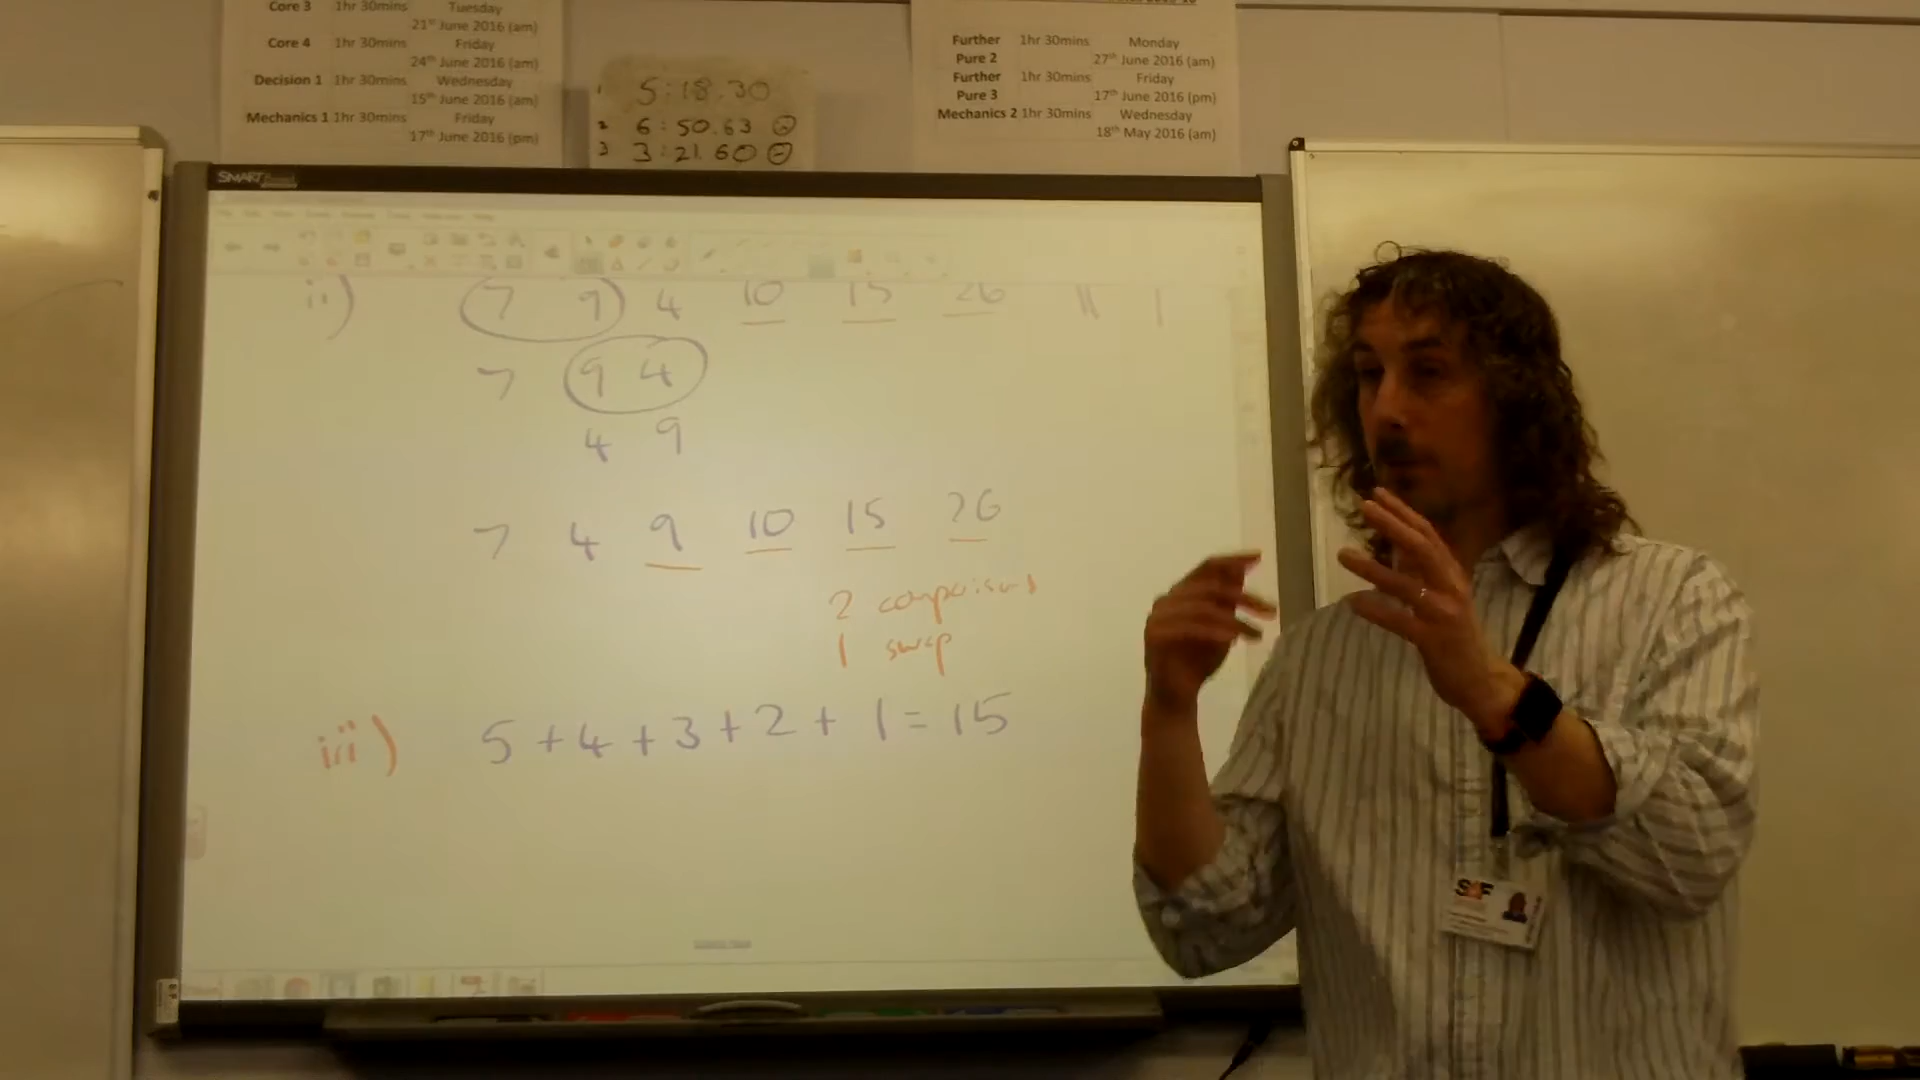 Core 3 1hr 30mins Tuesday
21st June 2016 (am)
Core 4 1hr 30mins Friday
24th June 2016 (am)
Decision 1 1hr 30mins Wednesday
15th June 2016 (am)
Mechanics 1 1hr 30mins Friday
17th June 2016 (pm)
1 5:18.30
2 6:50.63
3 3:21.60
Further Pure 2 1hr 30mins Monday
27th June 2016 (am)
Further Pure 3 1hr 30mins Friday
17th June 2016 (pm)
Mechanics 2 1hr 30mins Wednesday
18th May 2016 (am)
SMART
ii) 7 9 4 10 15 26
7 9 4
4 9
7 4 9 10 15 26
2 comparisons
1 swap
iii) 5 + 4 + 3 + 2 + 1 = 15